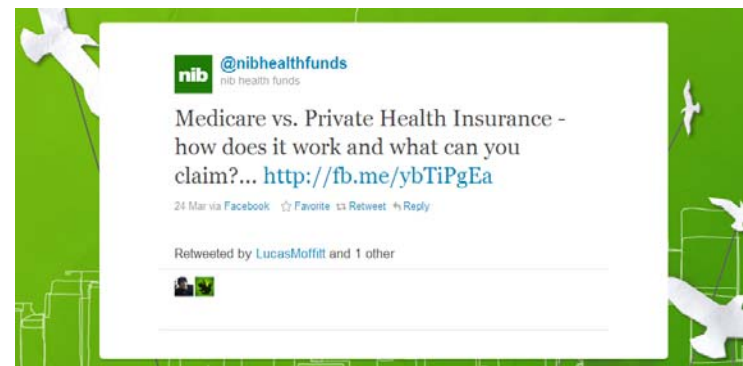 nib
@nibhealthfunds
nib health funds
Medicare vs. Private Health Insurance -
how does it work and what can you
claim?... http://fb.me/ybTiPgEa
24 Mar via Facebook Favorite Retweet Reply
Retweeted by LucasMoffitt and 1 other